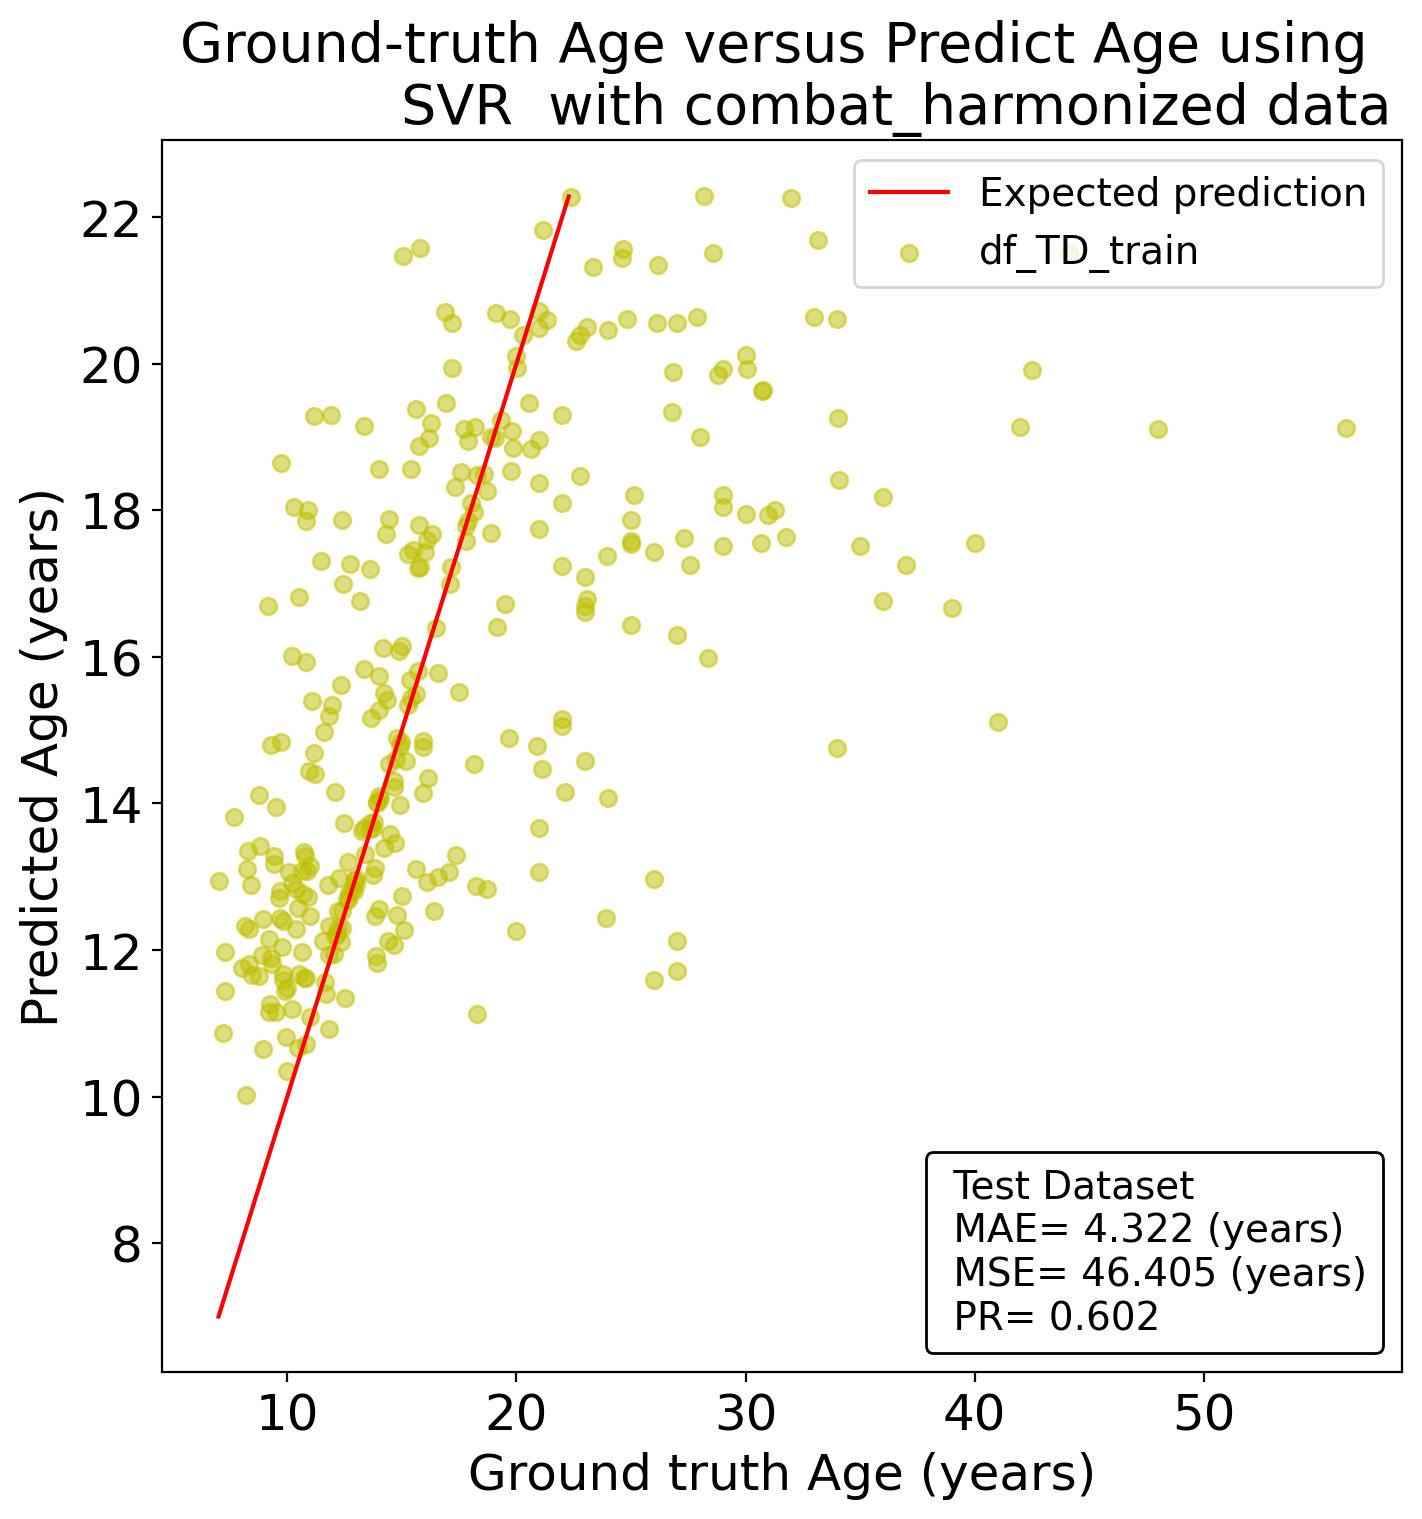 Ground-truth Age versus Predict Age using
SVR  with combat_harmonized data
Expected prediction
df_TD_train
22
20
18
16
14
12
10
8
Predicted Age (years)
Test Dataset
MAE= 4.322 (years)
MSE= 46.405 (years)
PR= 0.602
10 20 30 40 50
Ground truth Age (years)